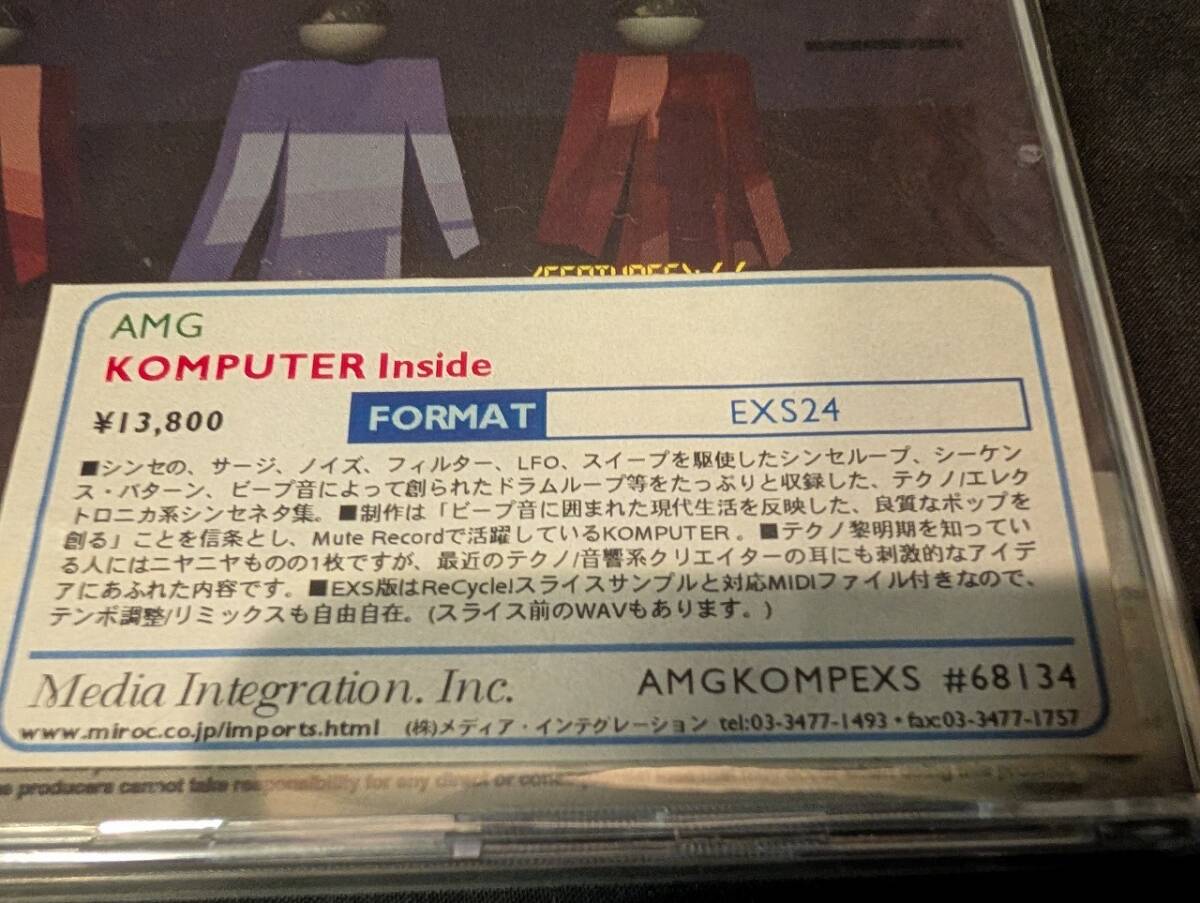 AMG
KOMPUTER Inside
¥13,800
FORMAT
EXS24
■シンセの、サージ、ノイズ、フィルター、LFO、スイープを駆使したシンセループ、シーケン
ス・パターン、ビープ音によって創られたドラムループ等をたっぷりと収録した、テクノ/エレク
トロニカ系シンセネタ集。■制作は「ビープ音に囲まれた現代生活を反映した、良質なポップを
創る」ことを信条とし、Mute Recordで活躍しているKOMPUTER。■テクノ黎明期を知ってい
る人にはニヤニヤものの1枚ですが、最近のテクノ/音響系クリエイターの耳にも刺激的なアイデ
アにあふれた内容です。■EXS版はReCycle!スライスサンプルと対応MIDIファイル付きなので、
テンポ調整/リミックスも自由自在。(スライス前のWAVもあります。)
Media Integration. Inc.
AMGKOMPEXS #68134
www.miroc.co.jp/imports.html (株)メディア・インテグレーション tel:03-3477-1493・fax:03-3477-1757
producers cannot take responsibility for any direct or